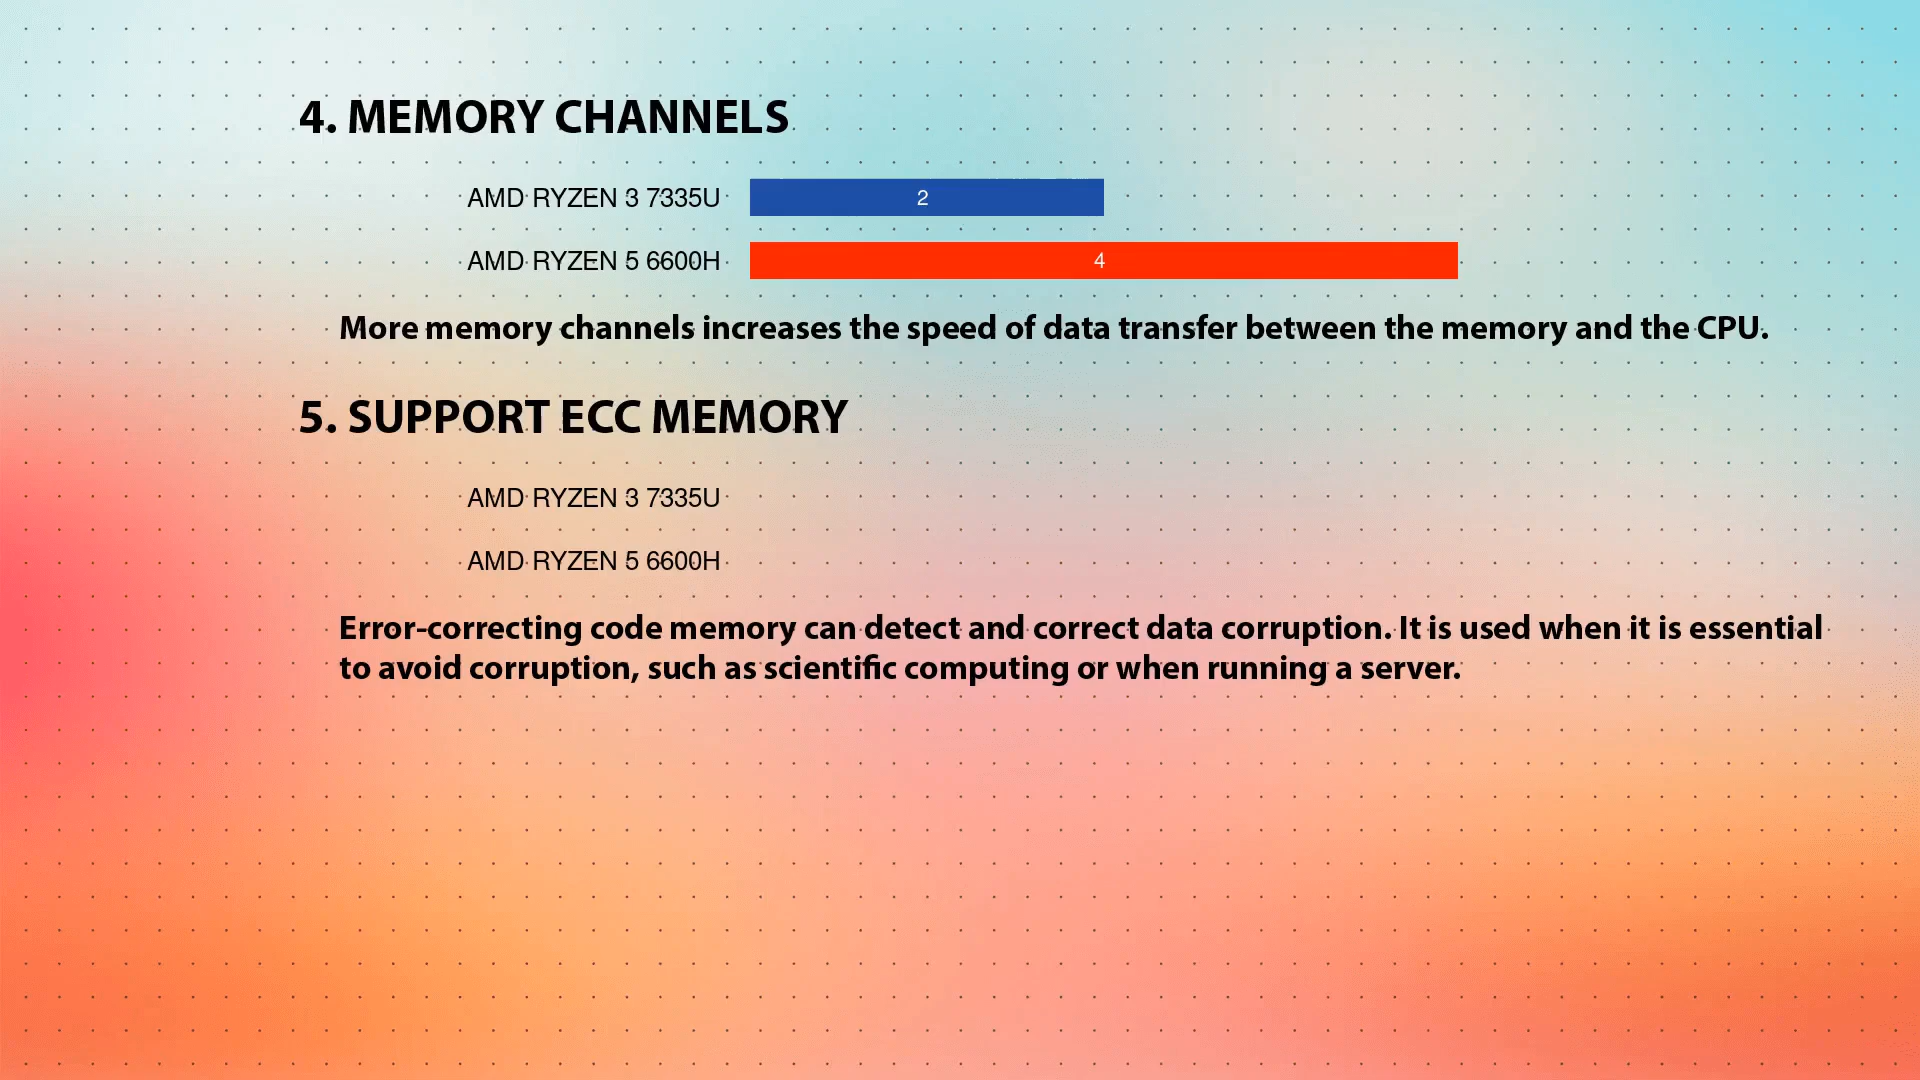 4. MEMORY CHANNELS
AMD RYZEN 3 7335U
2
AMD RYZEN 5 6600H
4
More memory channels increases the speed of data transfer between the memory and the CPU.
5. SUPPORT ECC MEMORY
AMD RYZEN 3 7335U
AMD RYZEN 5 6600H
Error-correcting code memory can detect and correct data corruption. It is used when it is essential
to avoid corruption, such as scientific computing or when running a server.